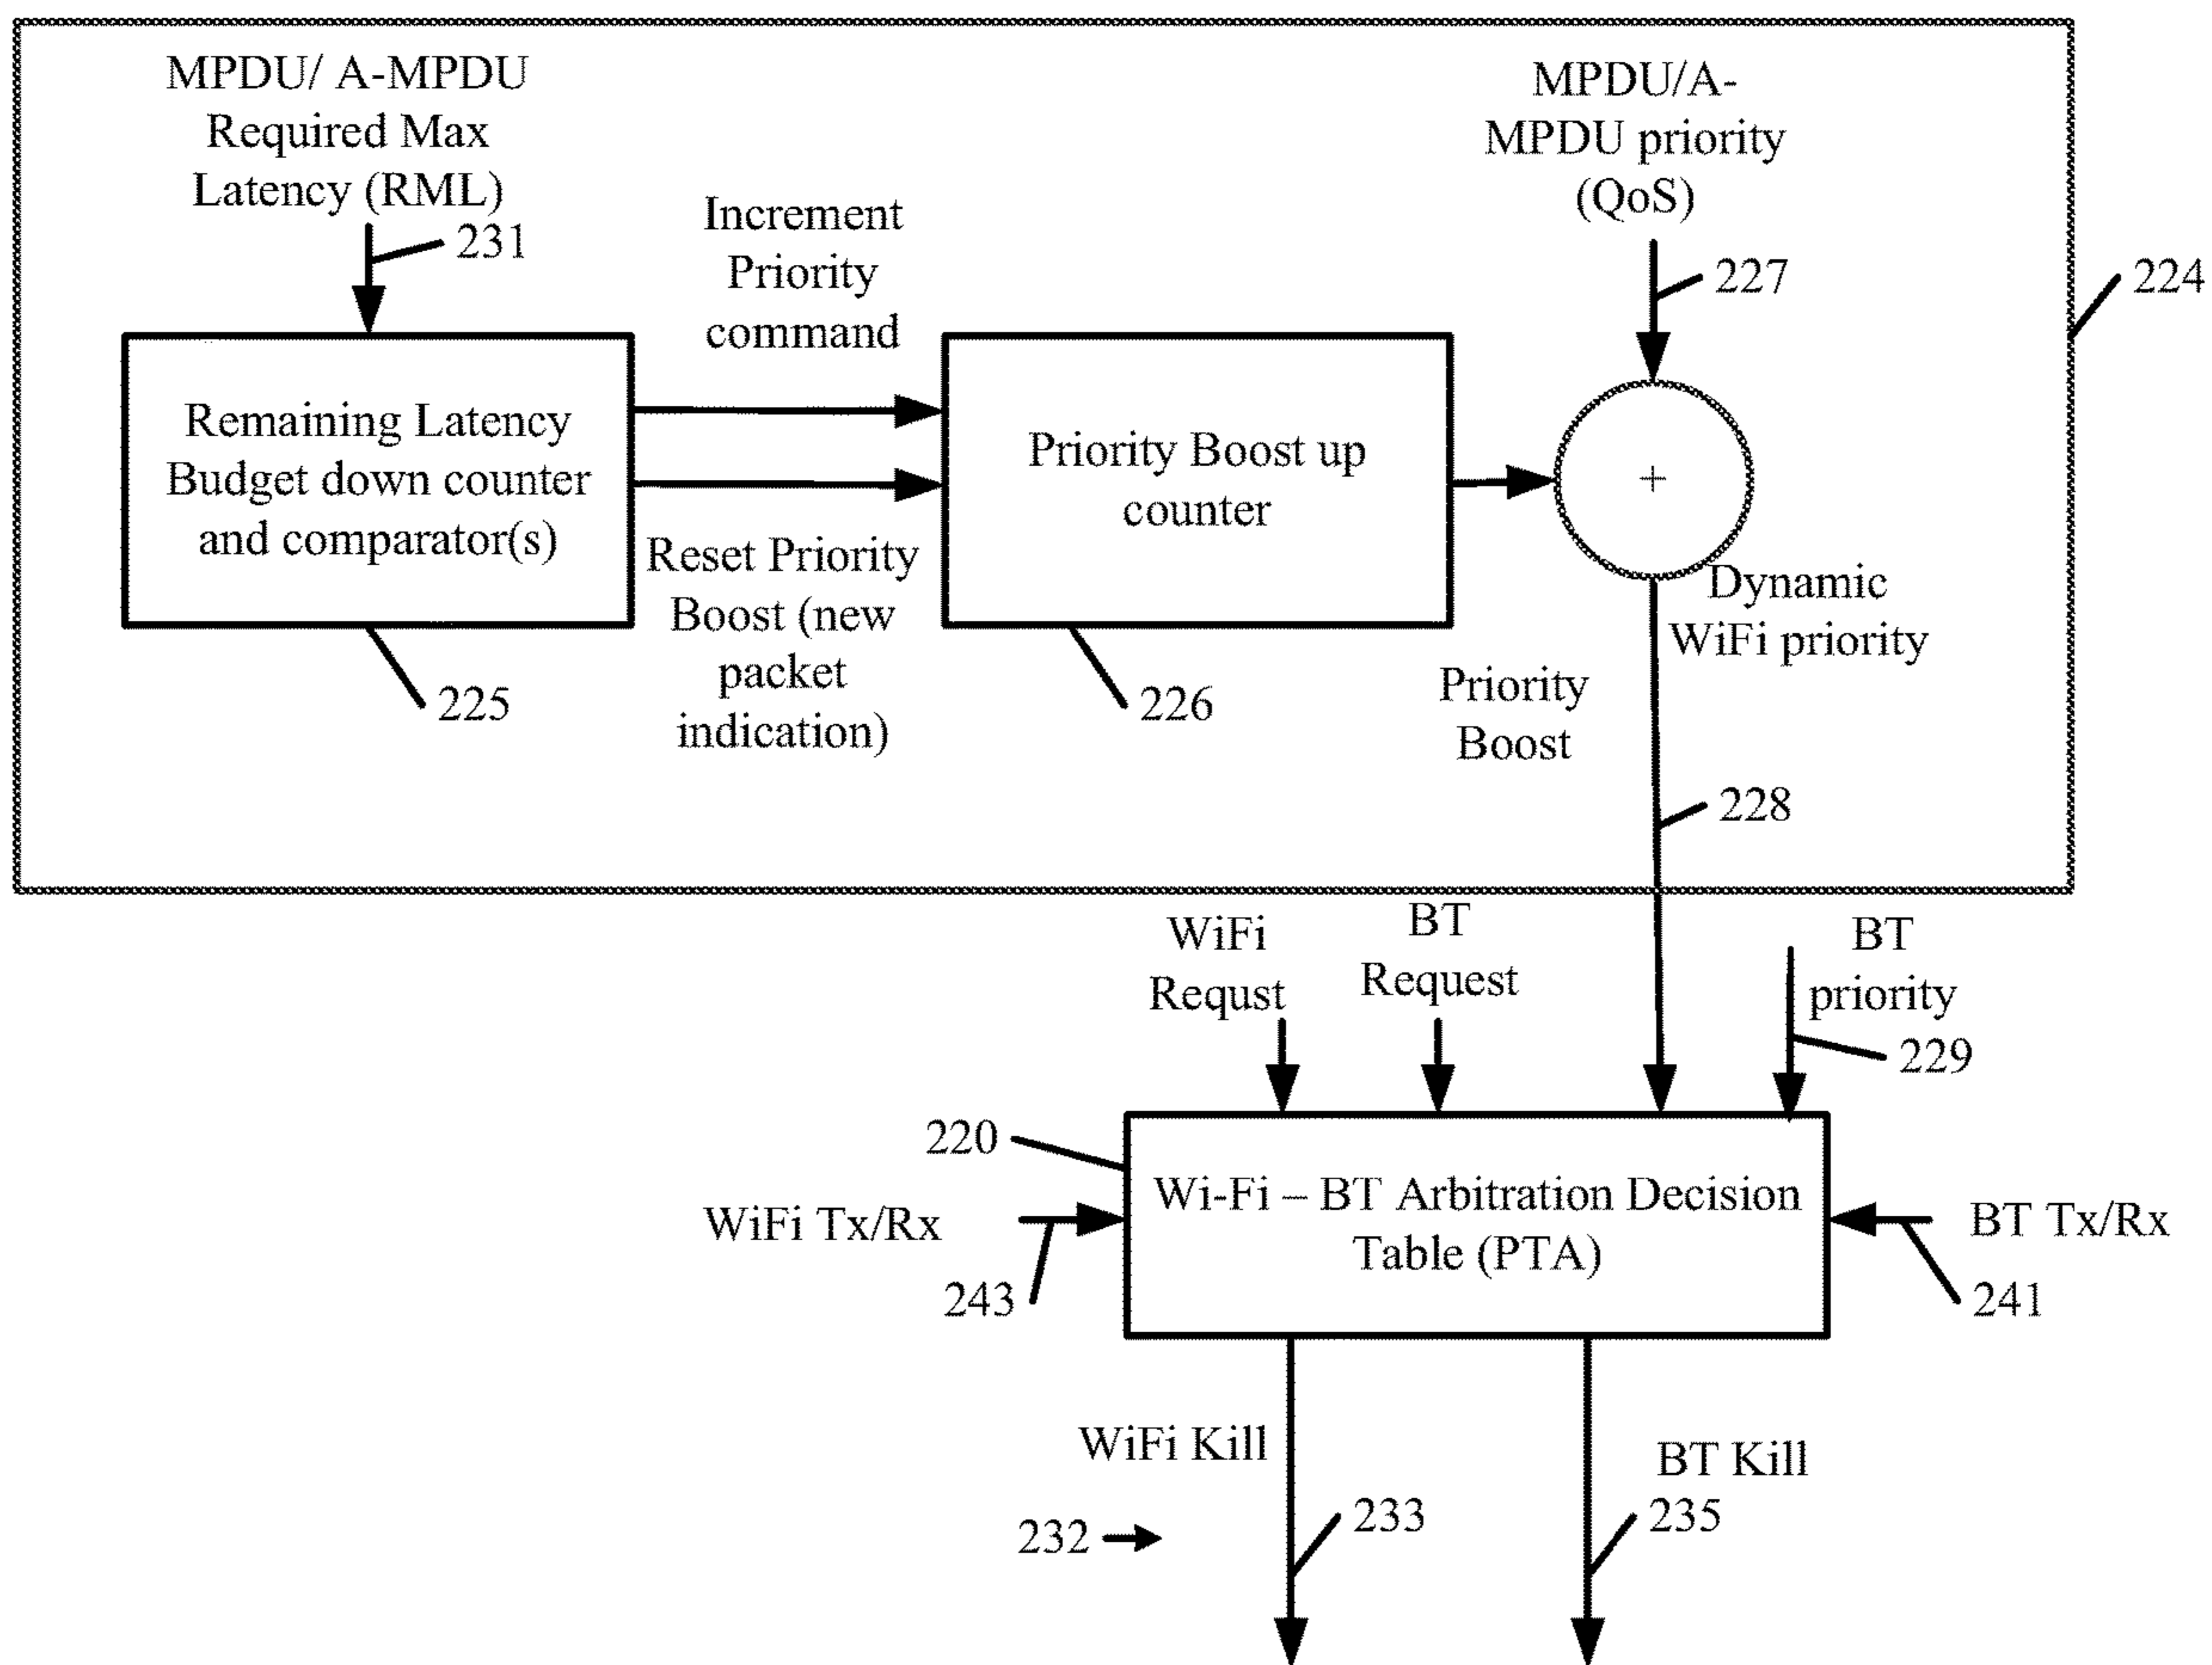 MPDU/ A-MPDU
Required Max
Latency (RML)
231
Increment
Priority
command
MPDU/A-
MPDU priority
(QoS)
227
224
Remaining Latency
Budget down counter
and comparator(s)
225
Reset Priority
Boost (new
packet
indication)
Priority Boost up
counter
226
+
Dynamic
WiFi priority
Priority
Boost
228
WiFi
Requst
BT
Request
BT
priority
229
220
Wi-Fi – BT Arbitration Decision
Table (PTA)
WiFi Tx/Rx
243
BT Tx/Rx
241
WiFi Kill
BT Kill
232
233
235